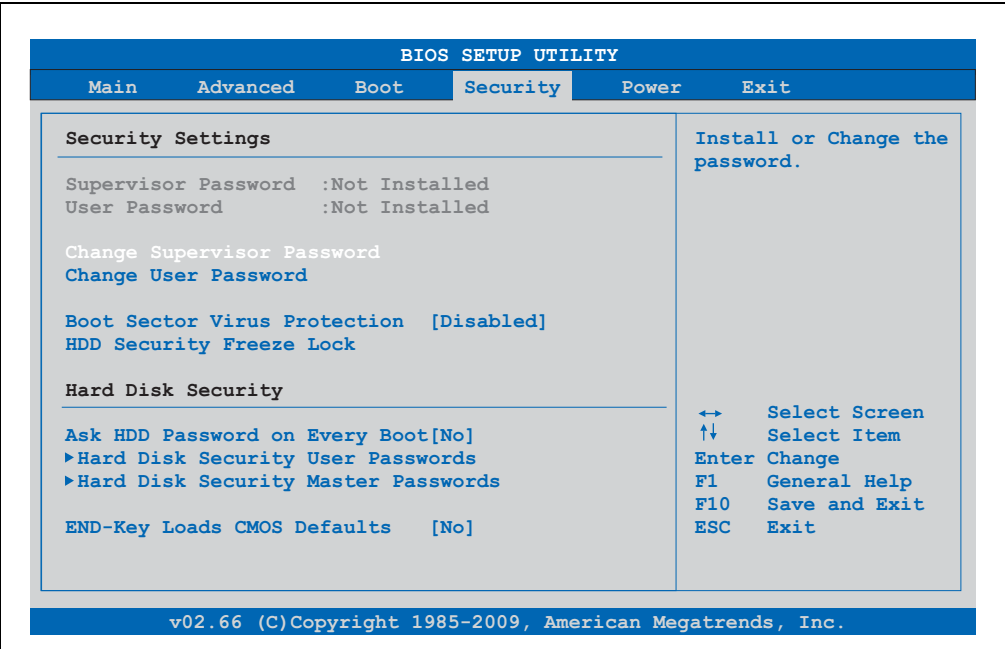 BIOS SETUP UTILITY
Main Advanced Boot Security Power Exit
Security Settings
Supervisor Password :Not Installed
User Password :Not Installed
Change Supervisor Password
Change User Password
Boot Sector Virus Protection [Disabled]
HDD Security Freeze Lock
Hard Disk Security
Ask HDD Password on Every Boot[No]
Hard Disk Security User Passwords
Hard Disk Security Master Passwords
END-Key Loads CMOS Defaults [No]
Install or Change the
password.
↔ Select Screen
↑↓ Select Item
Enter Change
F1 General Help
F10 Save and Exit
ESC Exit
v02.66 (C)Copyright 1985-2009, American Megatrends, Inc.